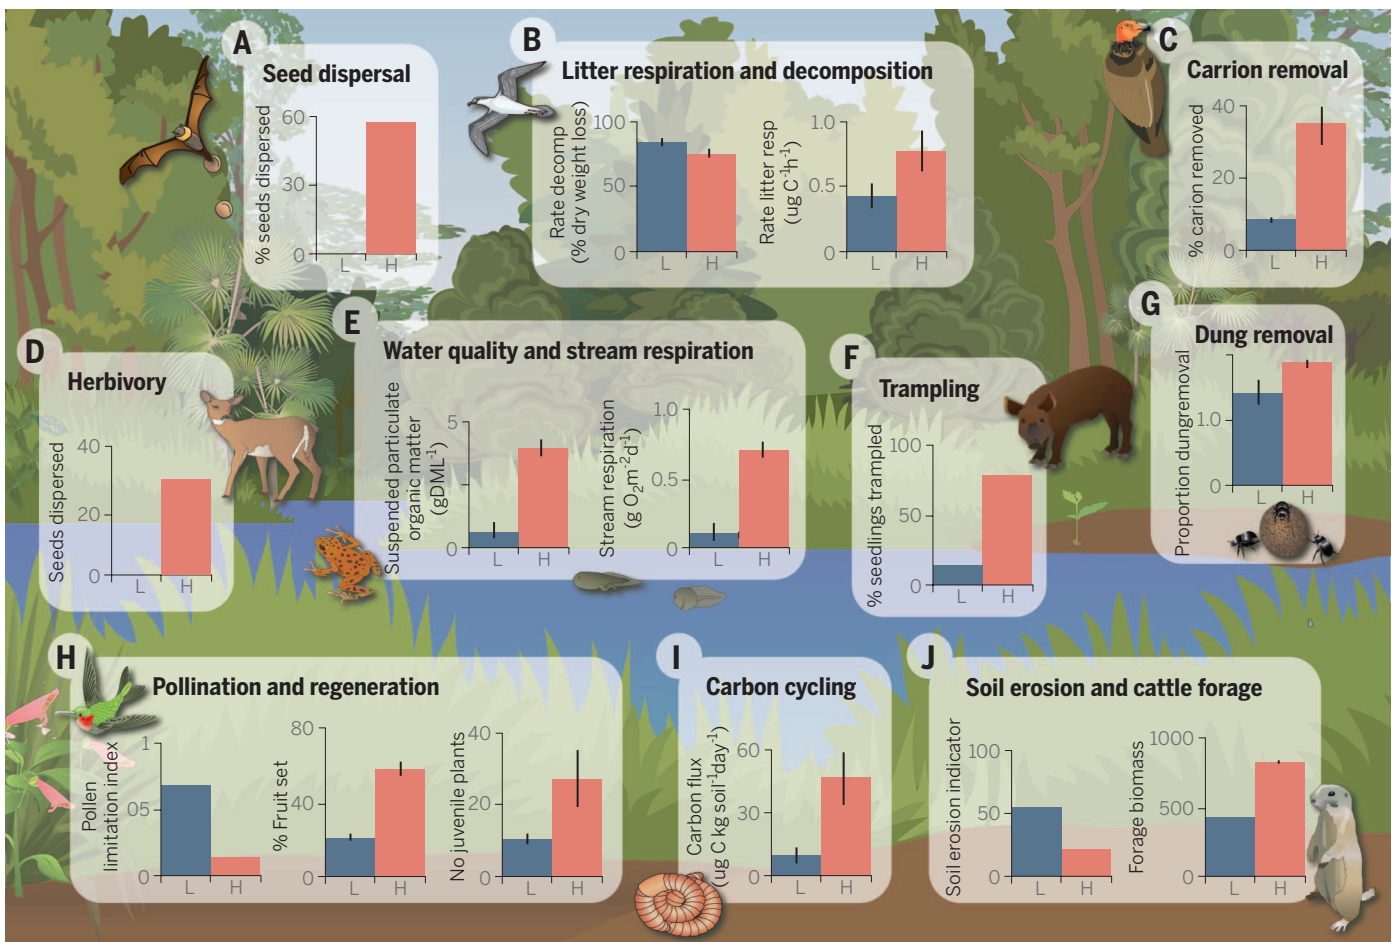 A
Seed dispersal
% seeds dispersed
60
30
0
L
H
B
Litter respiration and decomposition
Rate decomp
(% dry weight loss)
100
50
0
L
H
Rate litter resp
(ug C⁻¹h⁻¹)
1.0
0.5
0
L
H
C
Carrion removal
% carion removed
40
20
0
L
H
D
Herbivory
Seeds dispersed
40
20
0
L
H
E
Water quality and stream respiration
Suspended particulate
organic matter
(gDML⁻¹)
5
0
L
H
Stream respiration
(g O₂m⁻²d⁻¹)
1.0
0.5
0
L
H
F
Trampling
% seedlings trampled
100
50
0
L
H
G
Dung removal
Proportion dungremoval
1.0
0
L
H
H
Pollination and regeneration
Pollen
limitation index
1
05
0
L
H
% Fruit set
80
40
0
L
H
No juvenile plants
40
20
0
L
H
I
Carbon cycling
Carbon flux
(ug C kg soil⁻¹day⁻¹)
60
30
0
L
H
J
Soil erosion and cattle forage
Soil erosion indicator
100
50
0
L
H
Forage biomass
1000
500
0
L
H